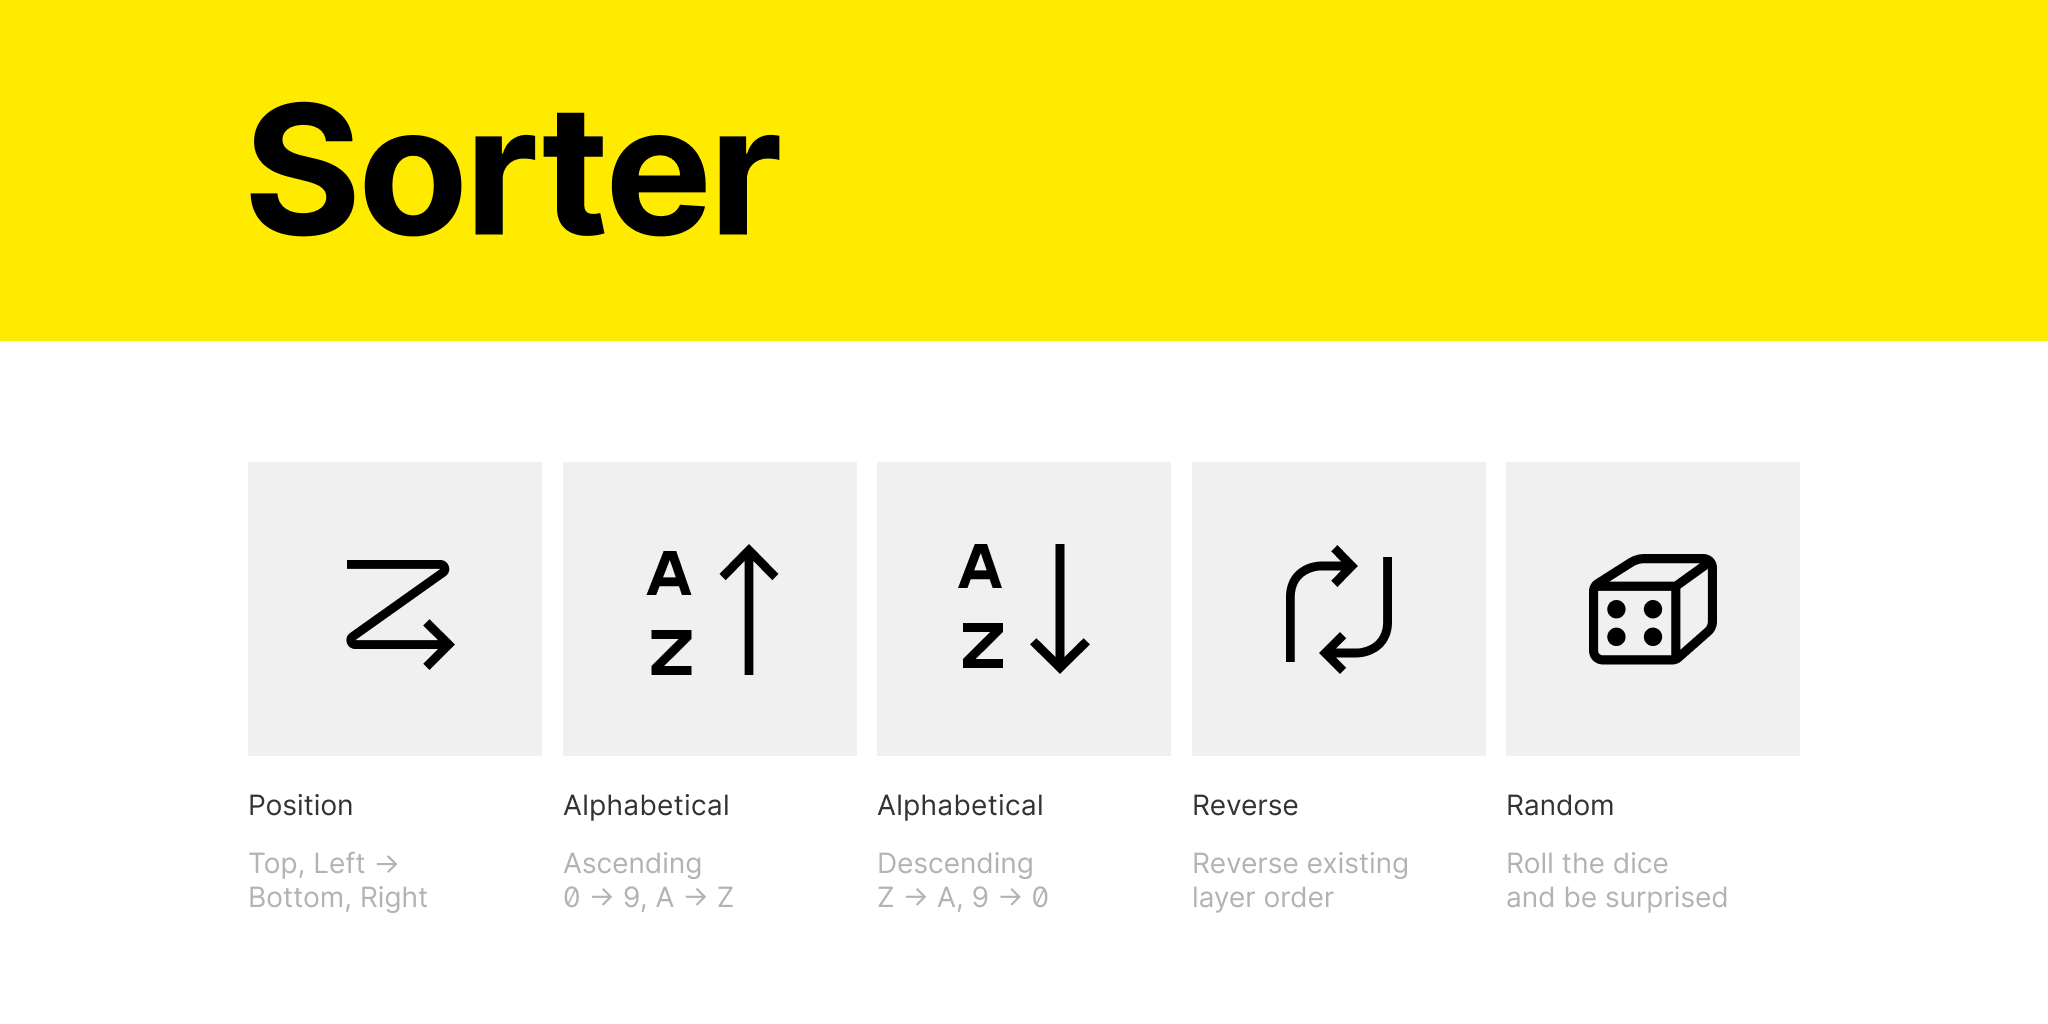 Sorter
A
Z
A
Z
Position
Top, Left →
Bottom, Right
Alphabetical
Ascending
0 → 9, A → Z
Alphabetical
Descending
Z → A, 9 → 0
Reverse
Reverse existing
layer order
Random
Roll the dice
and be surprised